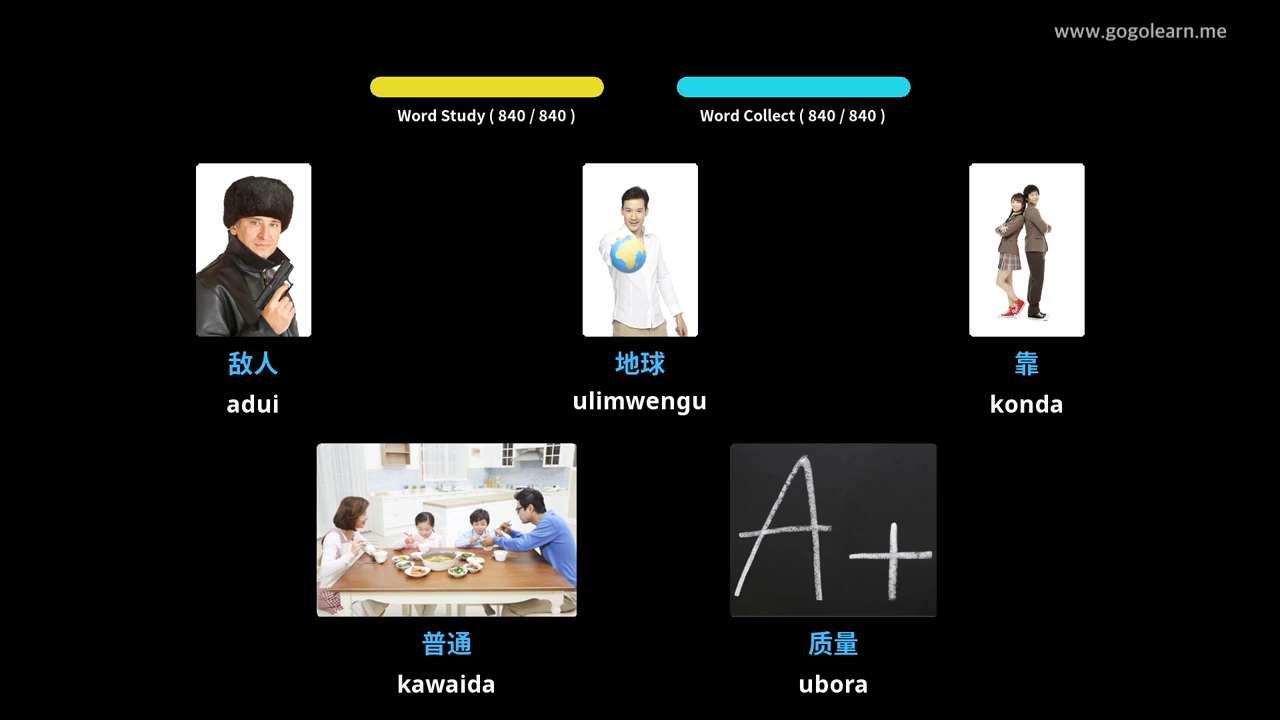 www.gogolearn.me
Word Study ( 840 / 840 )
Word Collect ( 840 / 840 )
敌人
adui
地球
ulimwengu
靠
konda
普通
kawaida
质量
ubora
A+